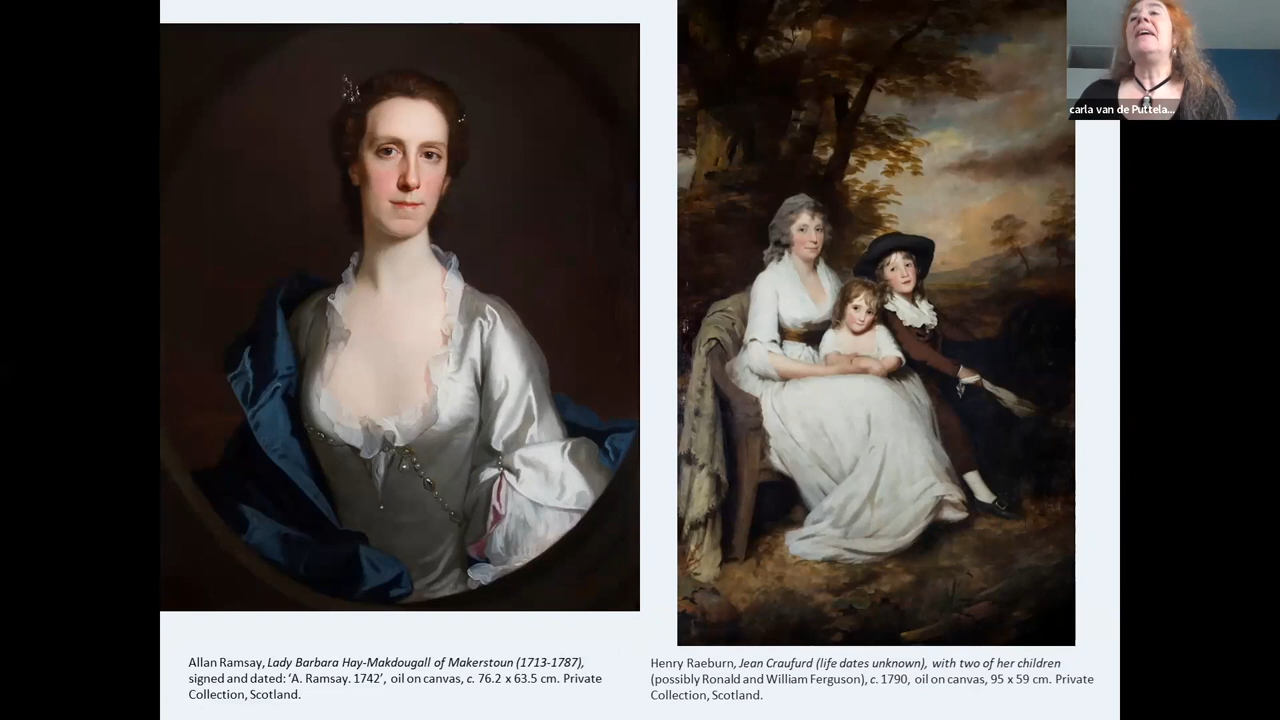 carla van de Puttela...
Allan Ramsay, Lady Barbara Hay-Makdougall of Makerstoun (1713-1787),
signed and dated: ‘A. Ramsay. 1742’, oil on canvas, c. 76.2 x 63.5 cm. Private
Collection, Scotland.
Henry Raeburn, Jean Craufurd (life dates unknown), with two of her children
(possibly Ronald and William Ferguson), c. 1790, oil on canvas, 95 x 59 cm. Private
Collection, Scotland.